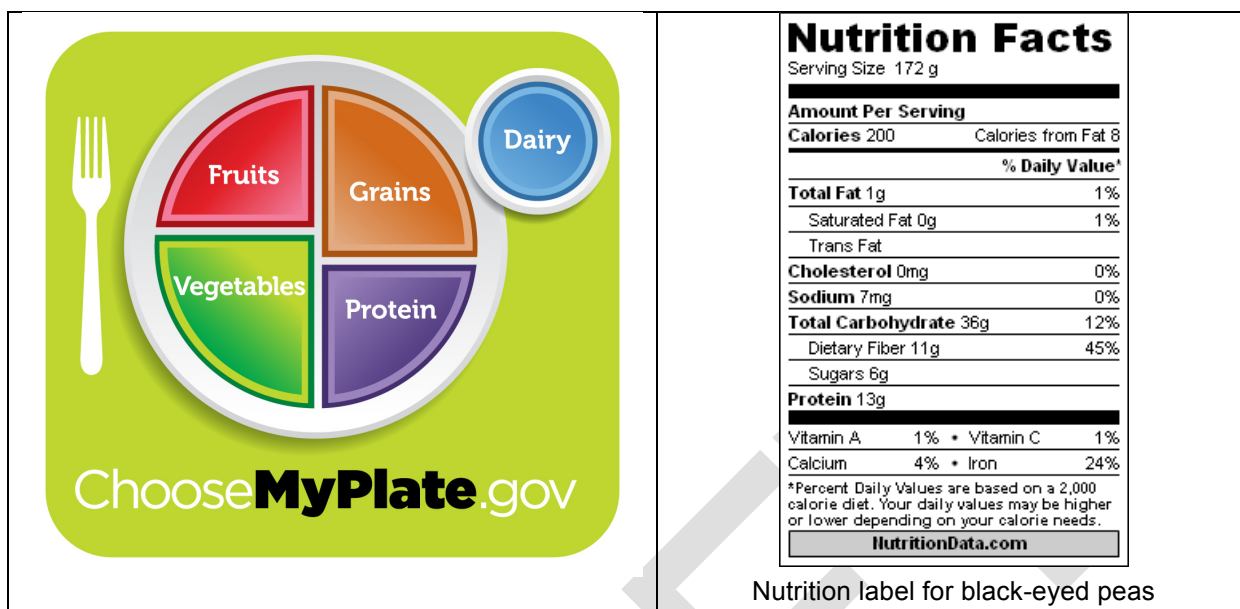 Fruits
Grains
Dairy
Vegetables
Protein
ChooseMyPlate.gov
Nutrition Facts
Serving Size 172 g
Amount Per Serving
Calories 200 Calories from Fat 8
% Daily Value*
Total Fat 1g 1%
Saturated Fat 0g 1%
Trans Fat
Cholesterol 0mg 0%
Sodium 7mg 0%
Total Carbohydrate 36g 12%
Dietary Fiber 11g 45%
Sugars 6g
Protein 13g
Vitamin A 1% • Vitamin C 1%
Calcium 4% • Iron 24%
*Percent Daily Values are based on a 2,000
calorie diet. Your daily values may be higher
or lower depending on your calorie needs.
NutritionData.com
Nutrition label for black-eyed peas